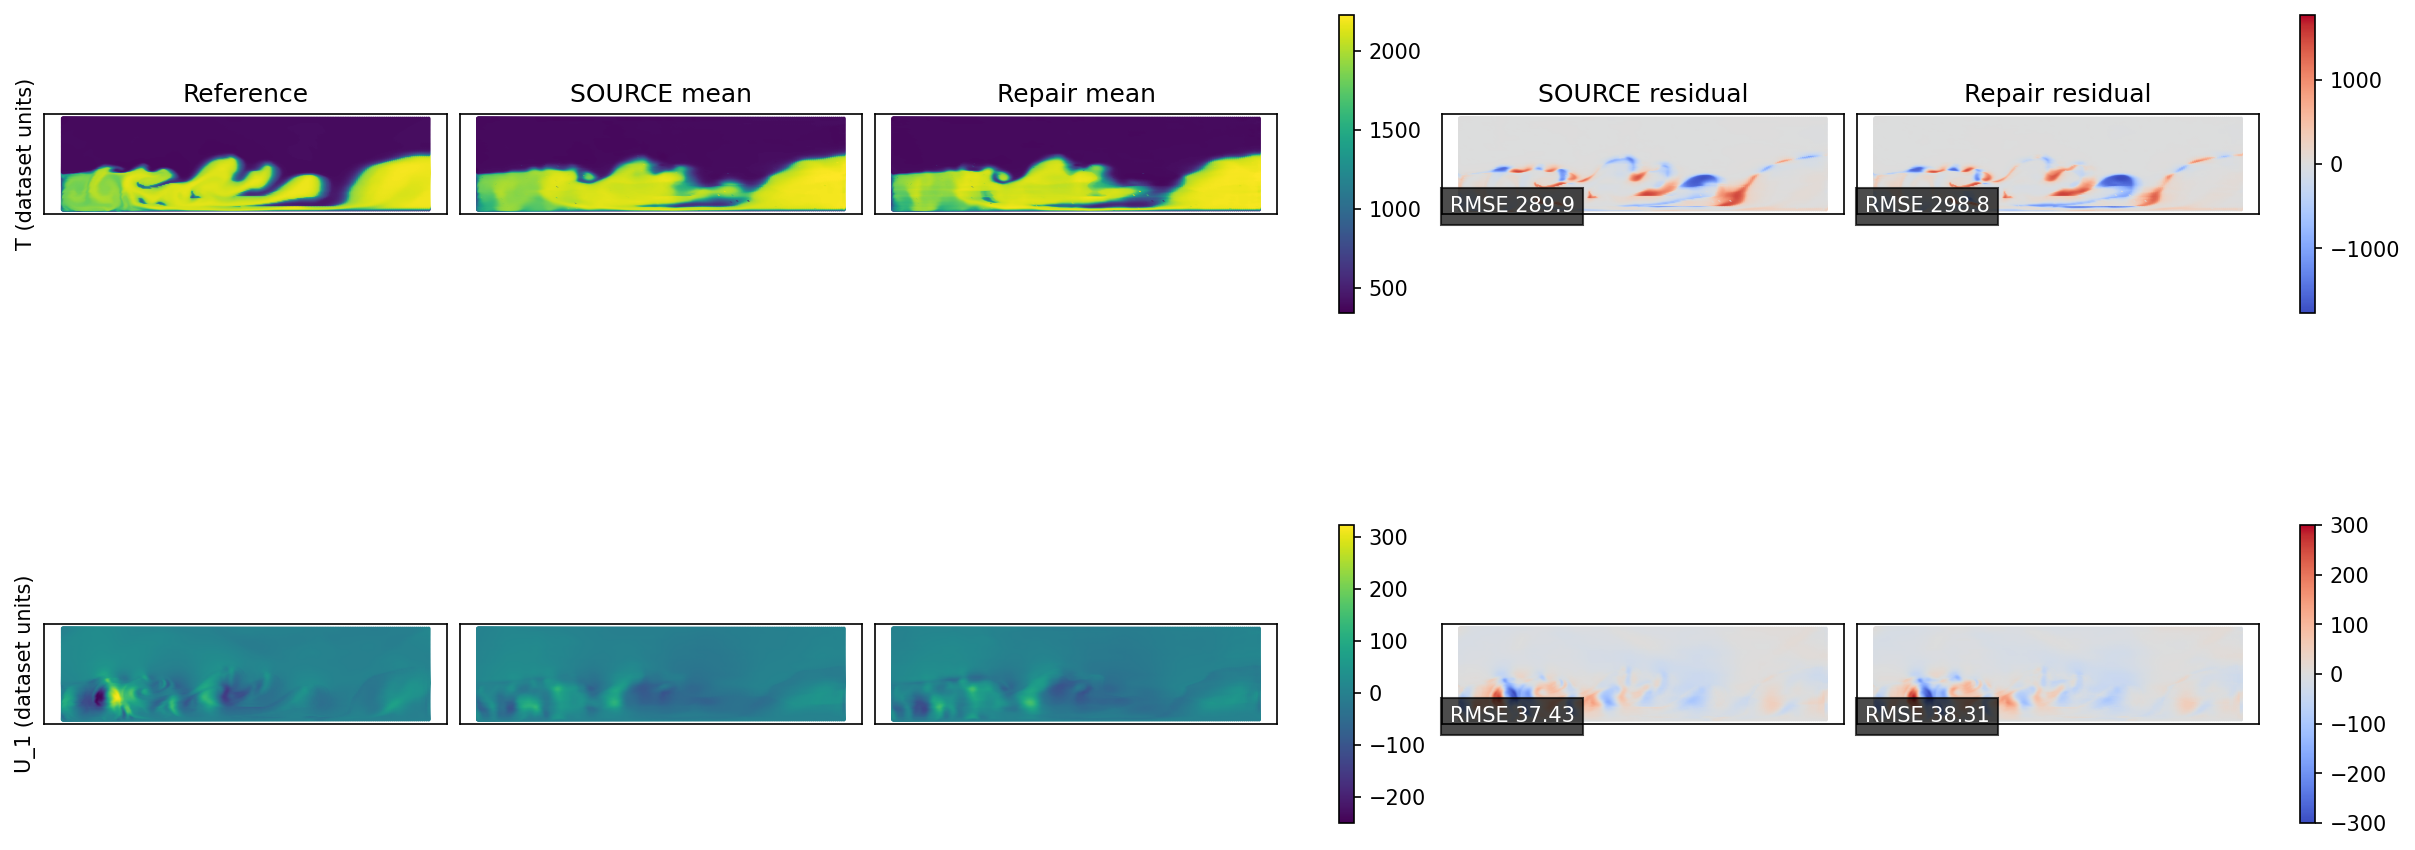 Reference
SOURCE mean
Repair mean
SOURCE residual
Repair residual
T (dataset units)
2000
1500
1000
500
RMSE 289.9
RMSE 298.8
1000
0
−1000
U_1 (dataset units)
300
200
100
0
−100
−200
RMSE 37.43
RMSE 38.31
300
200
100
0
−100
−200
−300